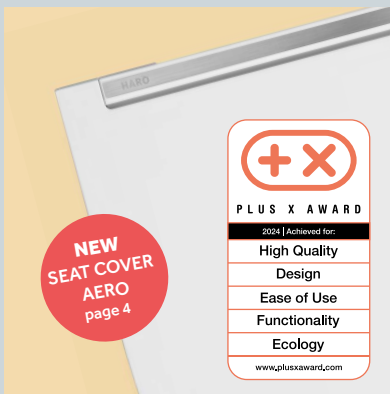 HARO
NEW
SEAT COVER
AERO
page 4
PLUS X AWARD
2024 | Achieved for:
High Quality
Design
Ease of Use
Functionality
Ecology
www.plusxaward.com